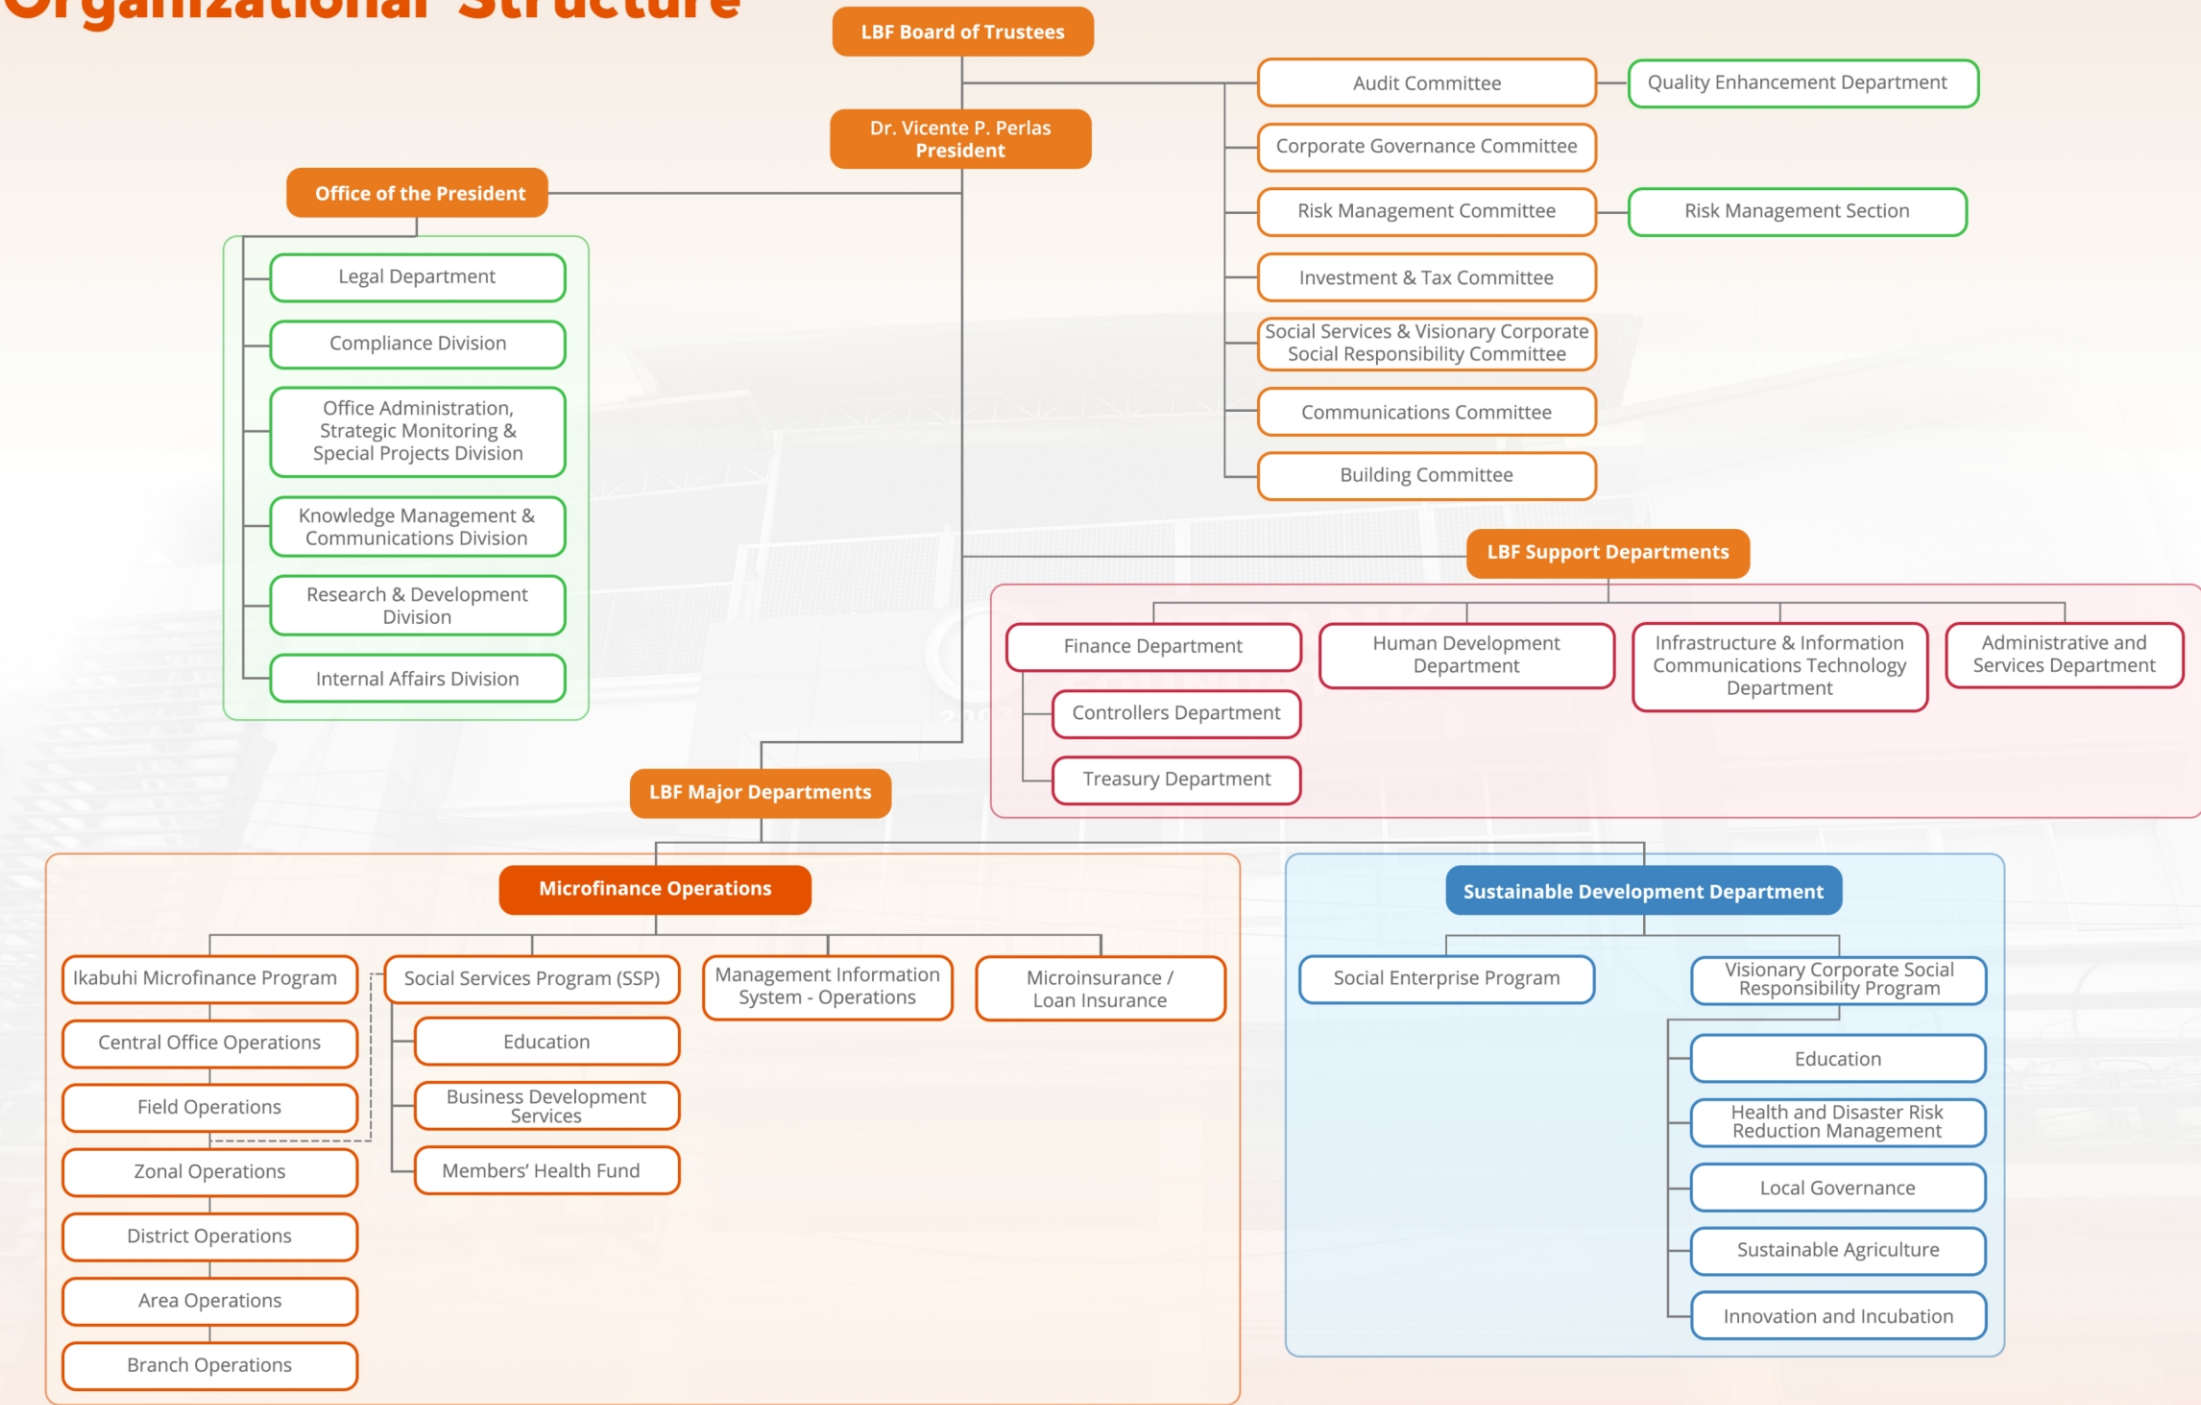 Organizational Structure
LBF Board of Trustees
Audit Committee
Quality Enhancement Department
Dr. Vicente P. Perlas
President
Corporate Governance Committee
Office of the President
Risk Management Committee
Risk Management Section
Legal Department
Compliance Division
Office Administration,
Strategic Monitoring &
Special Projects Division
Knowledge Management &
Communications Division
Research & Development
Division
Internal Affairs Division
Investment & Tax Committee
Social Services & Visionary Corporate
Social Responsibility Committee
Communications Committee
Building Committee
LBF Support Departments
Finance Department
Controllers Department
Treasury Department
Human Development
Department
Infrastructure & Information
Communications Technology
Department
Administrative and
Services Department
LBF Major Departments
Microfinance Operations
Ikabuhi Microfinance Program
Central Office Operations
Field Operations
Zonal Operations
District Operations
Area Operations
Branch Operations
Social Services Program (SSP)
Education
Business Development
Services
Members’ Health Fund
Management Information
System - Operations
Microinsurance /
Loan Insurance
Sustainable Development Department
Social Enterprise Program
Visionary Corporate Social
Responsibility Program
Education
Health and Disaster Risk
Reduction Management
Local Governance
Sustainable Agriculture
Innovation and Incubation